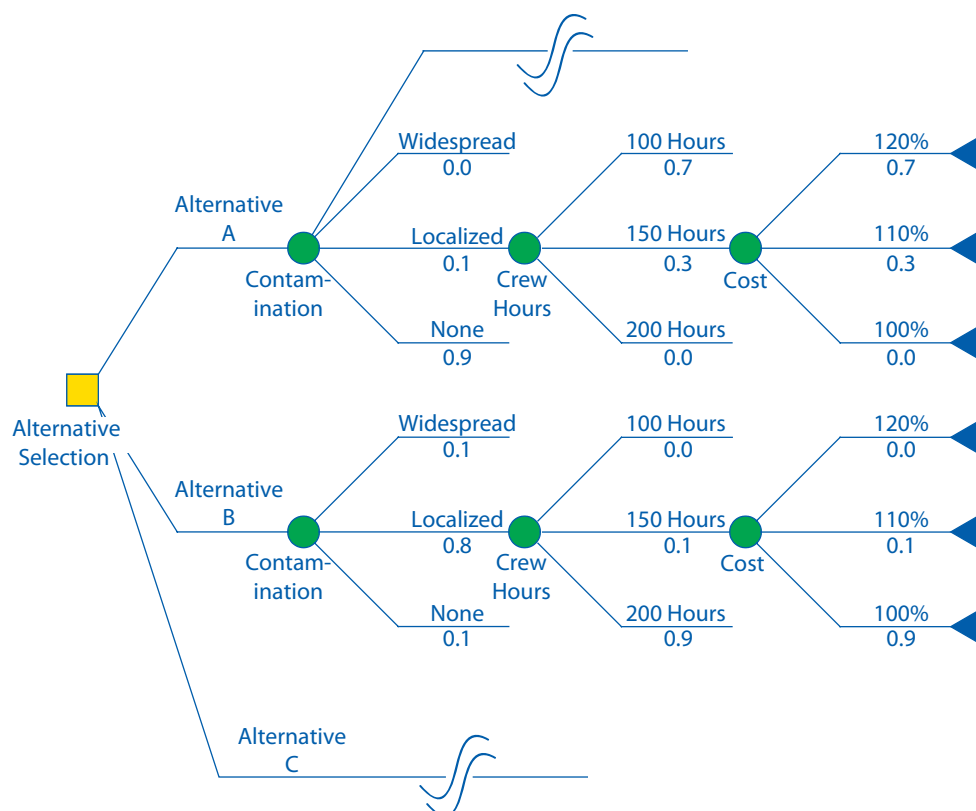 Widespread
0.0
100 Hours
0.7
120%
0.7
Alternative
A
Localized
0.1
150 Hours
0.3
110%
0.3
Contam-
ination
Crew
Hours
Cost
None
0.9
200 Hours
0.0
100%
0.0
Alternative
Selection
Widespread
0.1
100 Hours
0.0
120%
0.0
Alternative
B
Localized
0.8
150 Hours
0.1
110%
0.1
Contam-
ination
Crew
Hours
Cost
None
0.1
200 Hours
0.9
100%
0.9
Alternative
C